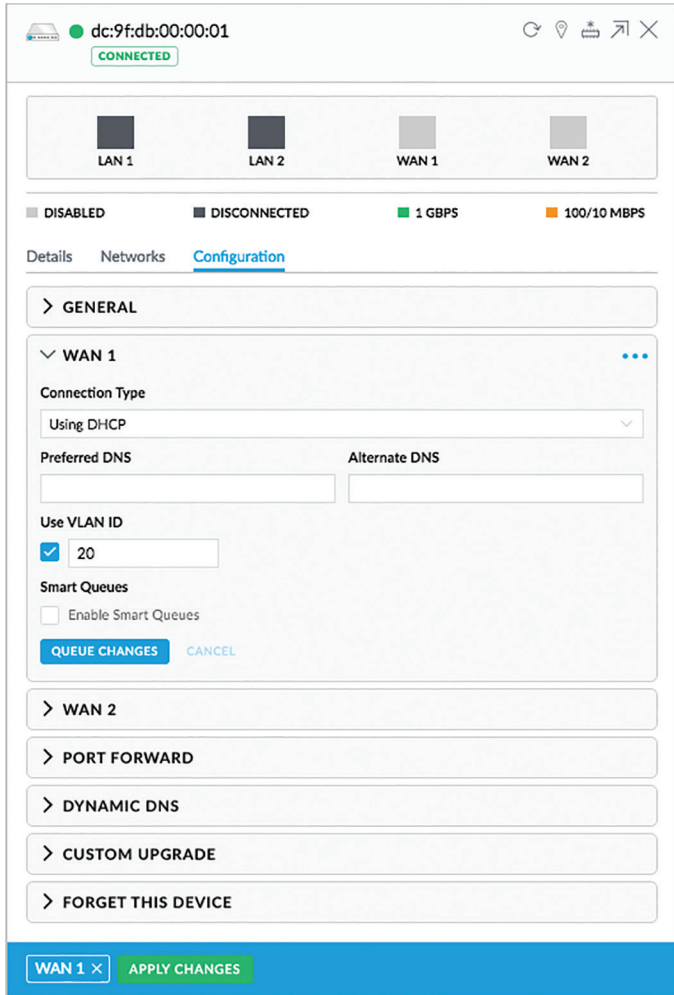 dc:9f:db:00:00:01
CONNECTED
LAN 1 LAN 2 WAN 1 WAN 2
DISABLED DISCONNECTED 1 GBPS 100/10 MBPS
Details Networks Configuration
GENERAL
WAN 1
Connection Type
Using DHCP
Preferred DNS Alternate DNS
Use VLAN ID
20
Smart Queues
Enable Smart Queues
QUEUE CHANGES CANCEL
WAN 2
PORT FORWARD
DYNAMIC DNS
CUSTOM UPGRADE
FORGET THIS DEVICE
WAN 1 × APPLY CHANGES